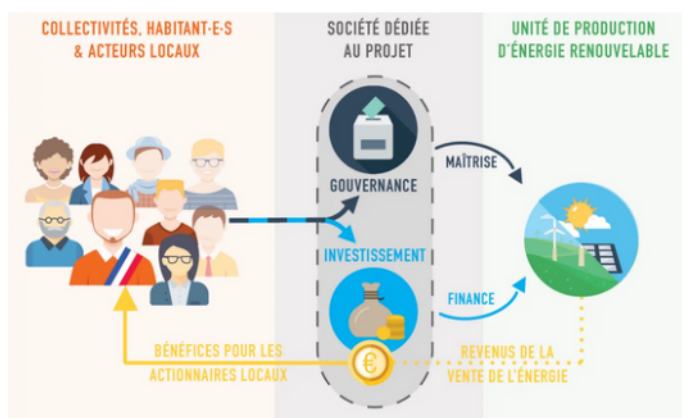 COLLECTIVITÉS, HABITANT·E·S
& ACTEURS LOCAUX
SOCIÉTÉ DÉDIÉE
AU PROJET
UNITÉ DE PRODUCTION
D'ÉNERGIE RENOUVELABLE
GOUVERNANCE
MAÎTRISE
INVESTISSEMENT
FINANCE
BÉNÉFICES POUR LES
ACTIONNAIRES LOCAUX
€
REVENUS DE LA
VENTE DE L'ÉNERGIE